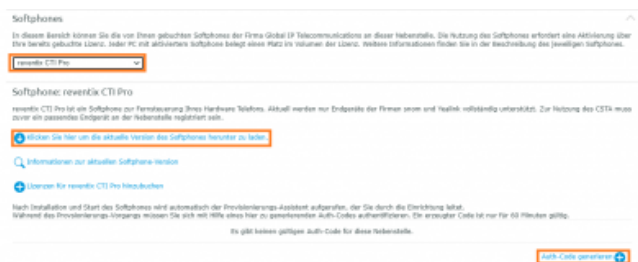 Softphones
In diesem Bereich können Sie die von Ihnen gebuchten Softphones der Firma Global IP Telecommunications an dieser Nebenstelle. Die Nutzung des Softphones erfordert eine Aktivierung über
Ihre bereits gebuchte Lizenz. Jeder PC mit aktiviertem Softphone belegt einen Platz im Volumen der Lizenz. Weitere Informationen finden Sie in der Beschreibung des jeweiligen Softphones.
reventix CTI Pro
Softphone: reventix CTI Pro
reventix CTI Pro ist ein Softphone zur Fernsteuerung Ihres Hardware Telefons. Aktuell werden nur Endgeräte der Firmen snom und Yealink vollständig unterstützt. Zur Nutzung des CSTA muss
zuvor ein passendes Endgerät an der Nebenstelle registriert sein.
Klicken Sie hier um die aktuelle Version des Softphones herunter zu laden.
Informationen zur aktuellen Softphone-Version
Lizenzen für reventix CTI Pro hinzubuchen
Nach Installation und Start des Softphones wird automatisch der Provisionierungs-Assistent aufgerufen, der Sie durch die Einrichtung leitet.
Während des Provisionierungs-Vorgangs müssen Sie sich mit Hilfe eines hier zu generierenden Auth-Codes authentifizieren. Ein erzeugter Code ist nur für 60 Minuten gültig.
Es gibt keinen gültigen Auth-Code für diese Nebenstelle.
Auth-Code generieren